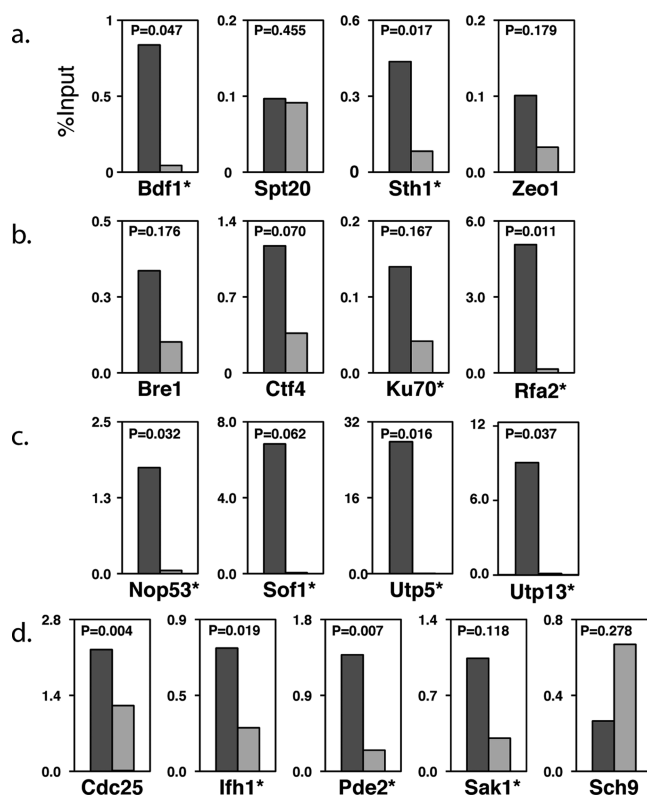 a.
%Input
1
0.5
0
P=0.047
Bdf1*
0.2
0.1
0
P=0.455
Spt20
0.6
0.3
0
P=0.017
Sth1*
0.2
0.1
0.0
P=0.179
Zeo1
b.
0.5
0.3
0.0
P=0.176
Bre1
1.4
0.7
0
P=0.070
Ctf4
0.2
0.1
0.0
P=0.167
Ku70*
6.0
3.0
0.0
P=0.011
Rfa2*
c.
2.5
1.3
0.0
P=0.032
Nop53*
8.0
4.0
0.0
P=0.062
Sof1*
32
16
0
P=0.016
Utp5*
12
6.0
0.0
P=0.037
Utp13*
d.
2.8
1.4
0.0
P=0.004
Cdc25
0.9
0.5
0.0
P=0.019
Ifh1*
1.8
0.9
0.0
P=0.007
Pde2*
1.4
0.7
0.0
P=0.118
Sak1*
0.8
0.4
0.0
P=0.278
Sch9